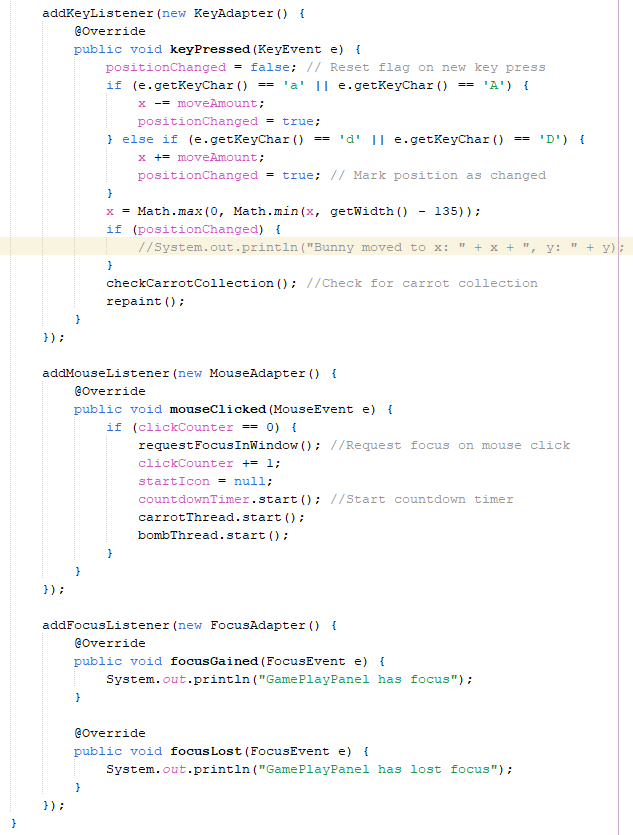 addKeyListener(new KeyAdapter() {
@Override
public void keyPressed(KeyEvent e) {
positionChanged = false; // Reset flag on new key press
if (e.getKeyChar() == 'a' || e.getKeyChar() == 'A') {
x -= moveAmount;
positionChanged = true;
} else if (e.getKeyChar() == 'd' || e.getKeyChar() == 'D') {
x += moveAmount;
positionChanged = true; // Mark position as changed
}
x = Math.max(0, Math.min(x, getWidth() - 135));
if (positionChanged) {
//System.out.println("Bunny moved to x: " + x + ", y: " + y);
}
checkCarrotCollection(); //Check for carrot collection
repaint();
}
});
addMouseListener(new MouseAdapter() {
@Override
public void mouseClicked(MouseEvent e) {
if (clickCounter == 0) {
requestFocusInWindow(); //Request focus on mouse click
clickCounter += 1;
startIcon = null;
countdownTimer.start(); //Start countdown timer
carrotThread.start();
bombThread.start();
}
}
});
addFocusListener(new FocusAdapter() {
@Override
public void focusGained(FocusEvent e) {
System.out.println("GamePlayPanel has focus");
}
@Override
public void focusLost(FocusEvent e) {
System.out.println("GamePlayPanel has lost focus");
}
});
}